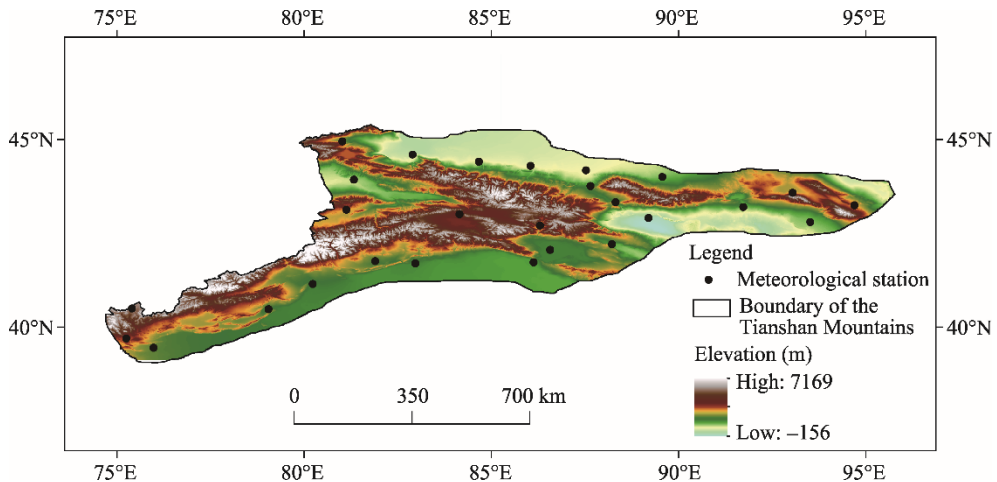 75°E 80°E 85°E 90°E 95°E
45°N 45°N
Legend
Meteorological station
Boundary of the
Tianshan Mountains
40°N 40°N
Elevation (m)
High: 7169
0 350 700 km
Low: –156
75°E 80°E 85°E 90°E 95°E